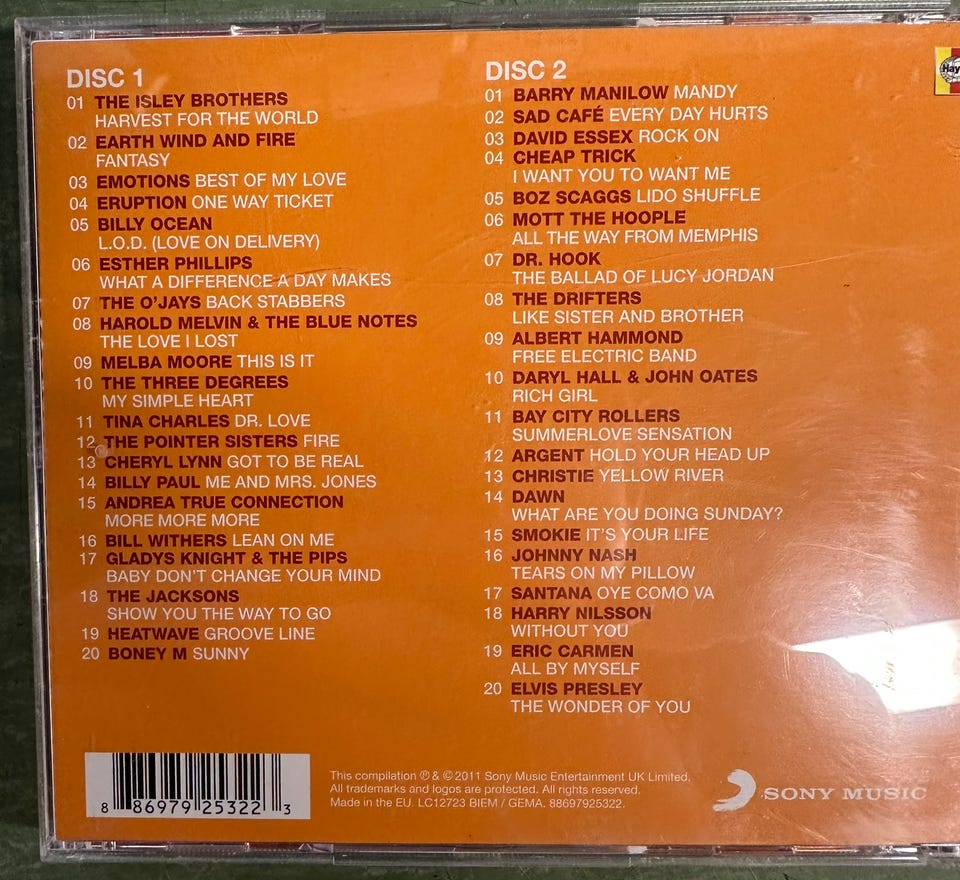 DISC 1
01 THE ISLEY BROTHERS
HARVEST FOR THE WORLD
02 EARTH WIND AND FIRE
FANTASY
03 EMOTIONS BEST OF MY LOVE
04 ERUPTION ONE WAY TICKET
05 BILLY OCEAN
L.O.D. (LOVE ON DELIVERY)
06 ESTHER PHILLIPS
WHAT A DIFFERENCE A DAY MAKES
07 THE O'JAYS BACK STABBERS
08 HAROLD MELVIN & THE BLUE NOTES
THE LOVE I LOST
09 MELBA MOORE THIS IS IT
10 THE THREE DEGREES
MY SIMPLE HEART
11 TINA CHARLES DR. LOVE
12 THE POINTER SISTERS FIRE
13 CHERYL LYNN GOT TO BE REAL
14 BILLY PAUL ME AND MRS. JONES
15 ANDREA TRUE CONNECTION
MORE MORE MORE
16 BILL WITHERS LEAN ON ME
17 GLADYS KNIGHT & THE PIPS
BABY DON'T CHANGE YOUR MIND
18 THE JACKSONS
SHOW YOU THE WAY TO GO
19 HEATWAVE GROOVE LINE
20 BONEY M SUNNY
DISC 2
01 BARRY MANILOW MANDY
02 SAD CAFÉ EVERY DAY HURTS
03 DAVID ESSEX ROCK ON
04 CHEAP TRICK
I WANT YOU TO WANT ME
05 BOZ SCAGGS LIDO SHUFFLE
06 MOTT THE HOOPLE
ALL THE WAY FROM MEMPHIS
07 DR. HOOK
THE BALLAD OF LUCY JORDAN
08 THE DRIFTERS
LIKE SISTER AND BROTHER
09 ALBERT HAMMOND
FREE ELECTRIC BAND
10 DARYL HALL & JOHN OATES
RICH GIRL
11 BAY CITY ROLLERS
SUMMERLOVE SENSATION
12 ARGENT HOLD YOUR HEAD UP
13 CHRISTIE YELLOW RIVER
14 DAWN
WHAT ARE YOU DOING SUNDAY?
15 SMOKIE IT'S YOUR LIFE
16 JOHNNY NASH
TEARS ON MY PILLOW
17 SANTANA OYE COMO VA
18 HARRY NILSSON
WITHOUT YOU
19 ERIC CARMEN
ALL BY MYSELF
20 ELVIS PRESLEY
THE WONDER OF YOU
8 86979 25322 3
This compilation ℗ & © 2011 Sony Music Entertainment UK Limited.
All trademarks and logos are protected. All rights reserved.
Made in the EU. LC12723 BIEM / GEMA. 88697925322.
SONY MUSIC